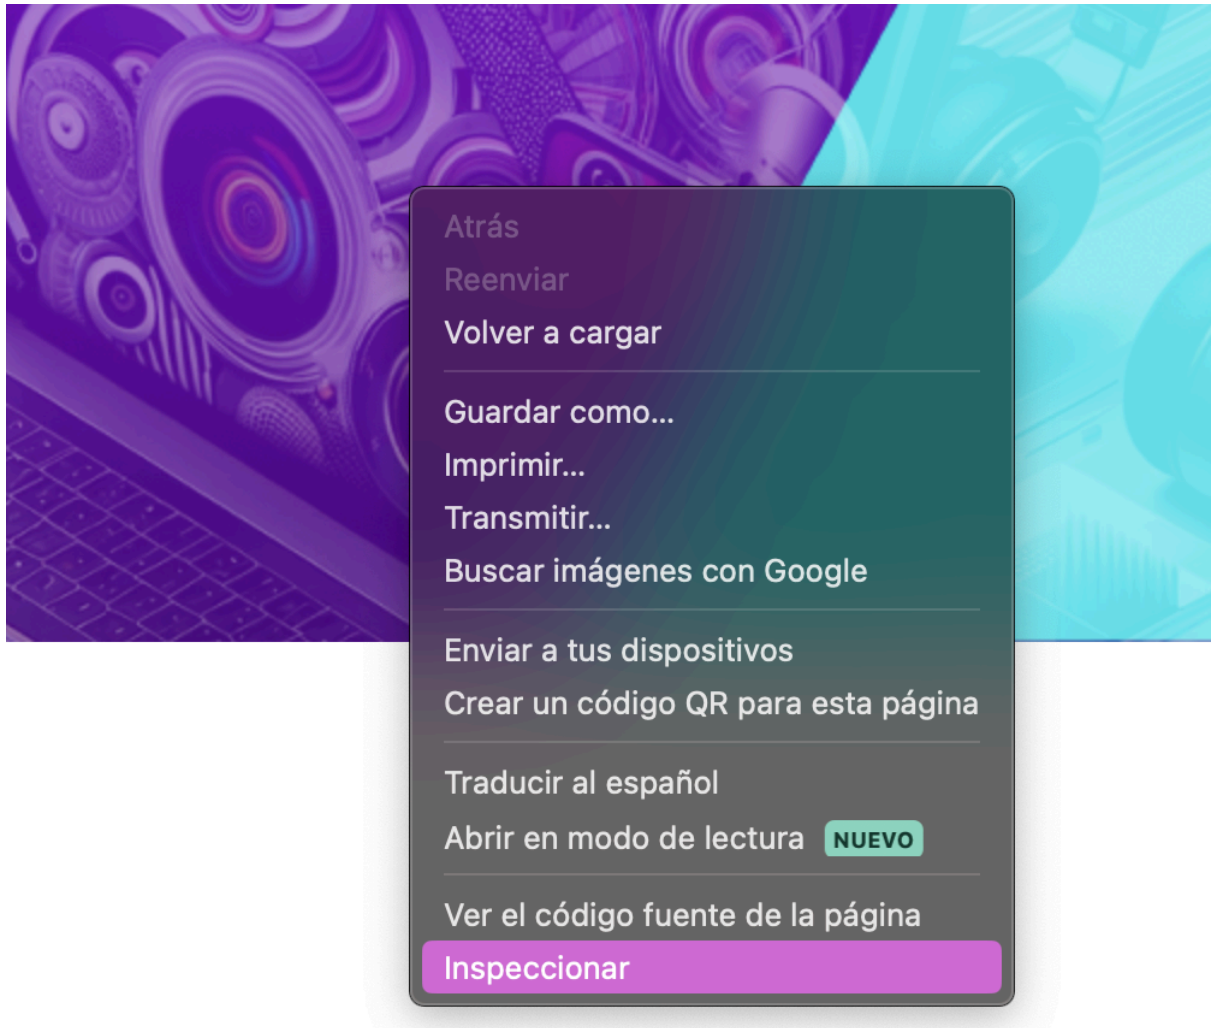 Atrás
Reenviar
Volver a cargar
Guardar como...
Imprimir...
Transmitir...
Buscar imágenes con Google
Enviar a tus dispositivos
Crear un código QR para esta página
Traducir al español
Abrir en modo de lectura NUEVO
Ver el código fuente de la página
Inspeccionar